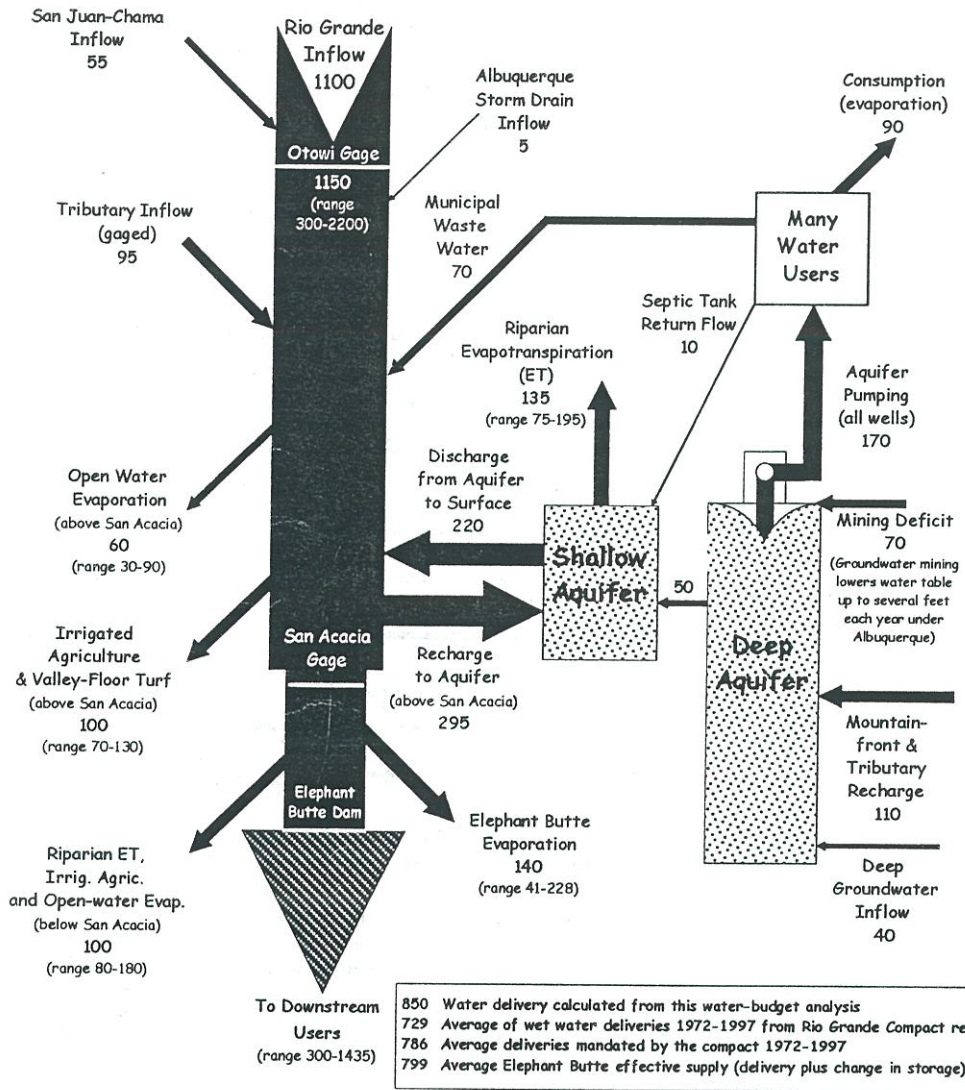 San Juan-Chama
Inflow
55
Rio Grande
Inflow
1100
Albuquerque
Storm Drain
Inflow
5
Consumption
(evaporation)
90
Otowi Gage
1150
(range
300-2200)
Tributary Inflow
(gaged)
95
Municipal
Waste
Water
70
Many
Water
Users
Septic Tank
Return Flow
10
Riparian
Evapotranspiration
(ET)
135
(range 75-195)
Aquifer
Pumping
(all wells)
170
Open Water
Evaporation
(above San Acacia)
60
(range 30-90)
Discharge
from Aquifer
to Surface
220
Shallow
Aquifer
50
Mining Deficit
70
(Groundwater mining
lowers water table
up to several feet
each year under
Albuquerque)
Deep
Aquifer
San Acacia
Gage
Recharge
to Aquifer
(above San Acacia)
295
Irrigated
Agriculture
& Valley-Floor Turf
(above San Acacia)
100
(range 70-130)
Mountain-
front &
Tributary
Recharge
110
Elephant
Butte Dam
Elephant Butte
Evaporation
140
(range 41-228)
Riparian ET,
Irrig. Agric.
and Open-water Evap.
(below San Acacia)
100
(range 80-180)
Deep
Groundwater
Inflow
40
To Downstream
Users
(range 300-1435)
850 Water delivery calculated from this water-budget analysis
729 Average of wet water deliveries 1972-1997 from Rio Grande Compact re
786 Average deliveries mandated by the compact 1972-1997
799 Average Elephant Butte effective supply (delivery plus change in storage)